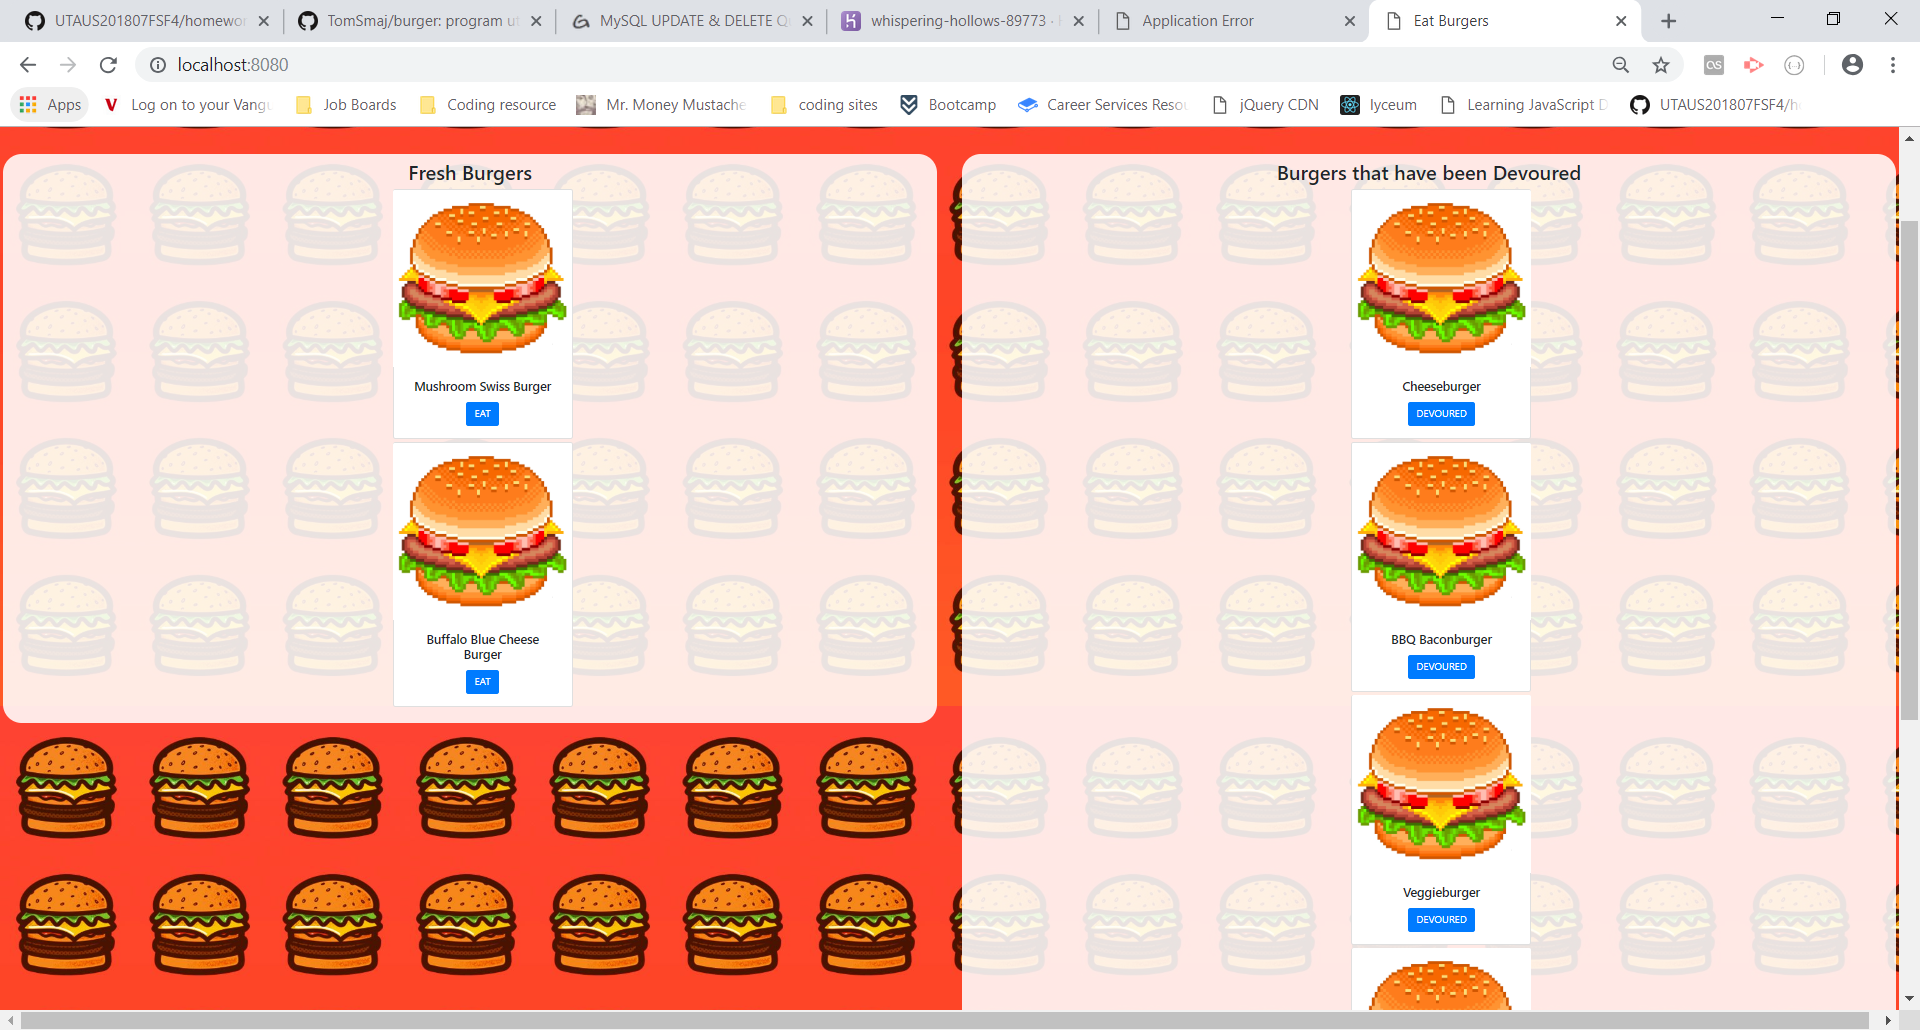 UTAUS201807FSF4/homewor
TomSmaj/burger: program ut
MySQL UPDATE & DELETE Q
whispering-hollows-89773 ·
Application Error
Eat Burgers
localhost:8080
Apps
Log on to your Vang
Job Boards
Coding resource
Mr. Money Mustache
coding sites
Bootcamp
Career Services Reso
jQuery CDN
lyceum
Learning JavaScript D
UTAUS201807FSF4/h
Fresh Burgers
Mushroom Swiss Burger
EAT
Buffalo Blue Cheese
Burger
EAT
Burgers that have been Devoured
Cheeseburger
DEVOURED
BBQ Baconburger
DEVOURED
Veggieburger
DEVOURED